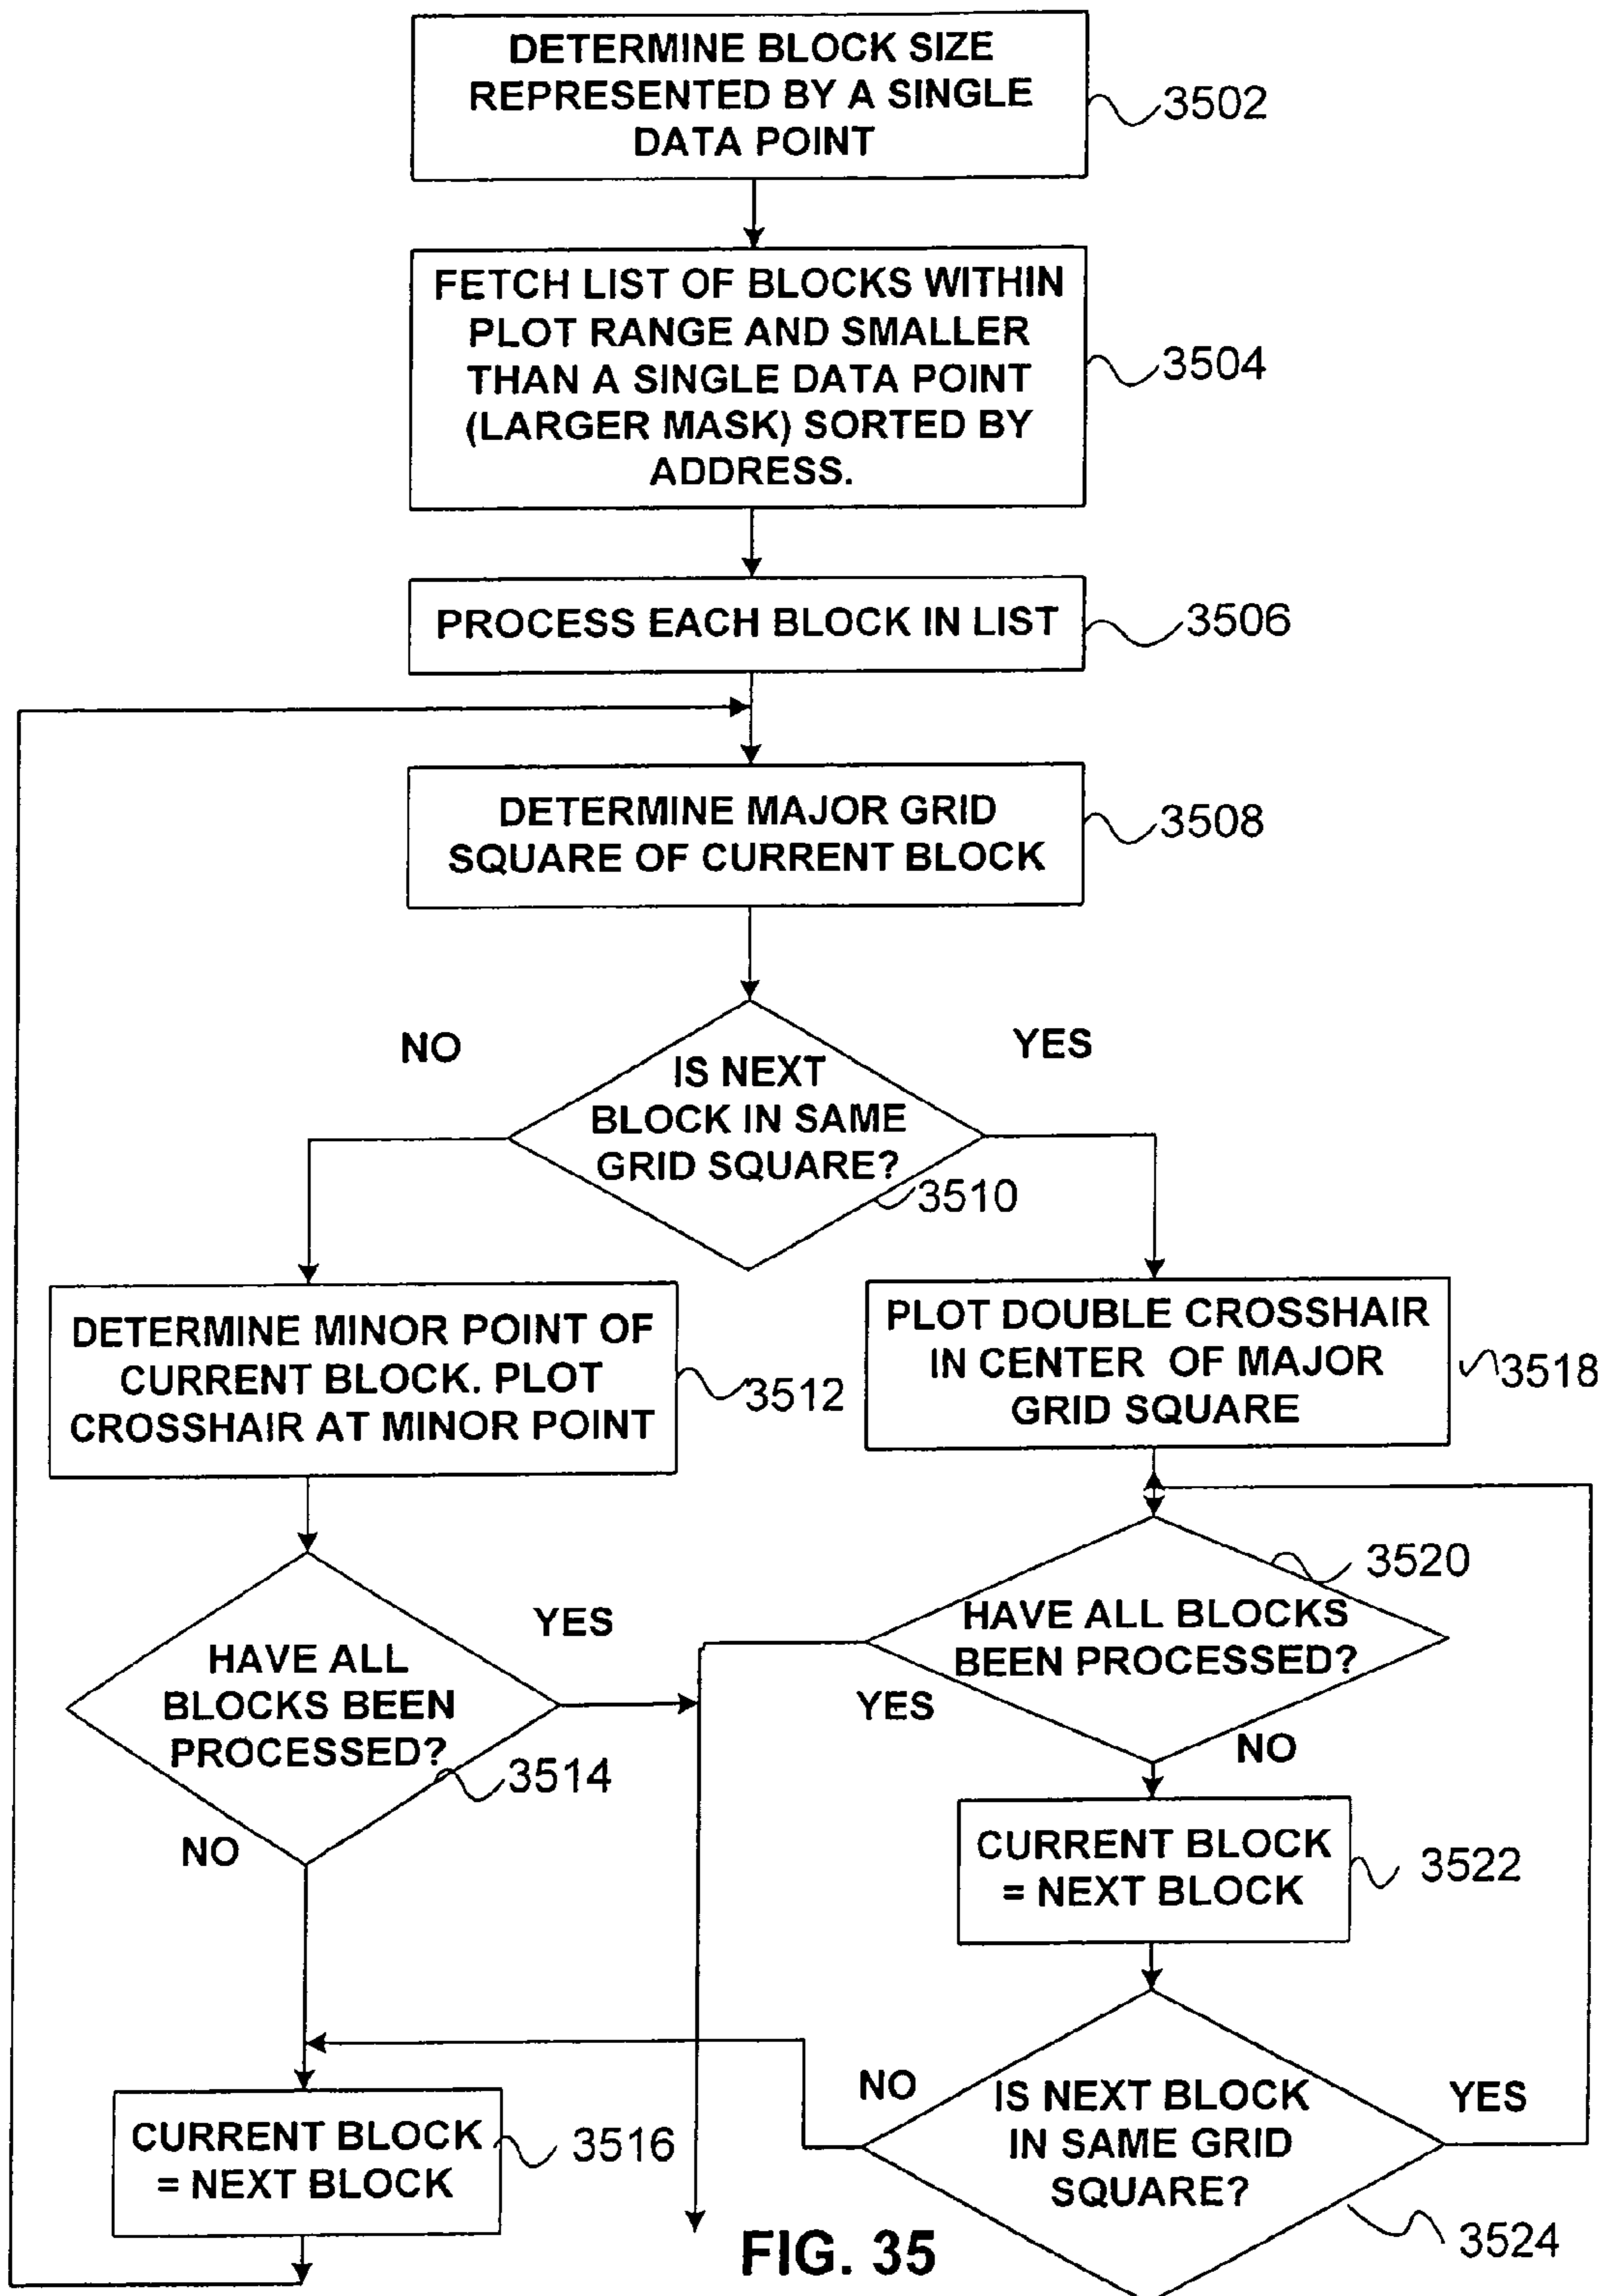 DETERMINE BLOCK SIZE
REPRESENTED BY A SINGLE
DATA POINT
3502
FETCH LIST OF BLOCKS WITHIN
PLOT RANGE AND SMALLER
THAN A SINGLE DATA POINT
(LARGER MASK) SORTED BY
ADDRESS.
3504
PROCESS EACH BLOCK IN LIST
3506
DETERMINE MAJOR GRID
SQUARE OF CURRENT BLOCK
3508
NO
YES
IS NEXT
BLOCK IN SAME
GRID SQUARE?
3510
DETERMINE MINOR POINT OF
CURRENT BLOCK. PLOT
CROSSHAIR AT MINOR POINT
3512
PLOT DOUBLE CROSSHAIR
IN CENTER OF MAJOR
GRID SQUARE
3518
HAVE ALL
BLOCKS BEEN
PROCESSED?
3514
YES
NO
3520
HAVE ALL BLOCKS
BEEN PROCESSED?
YES
NO
CURRENT BLOCK
= NEXT BLOCK
3522
CURRENT BLOCK
= NEXT BLOCK
3516
NO
IS NEXT BLOCK
IN SAME GRID
SQUARE?
YES
3524
FIG. 35